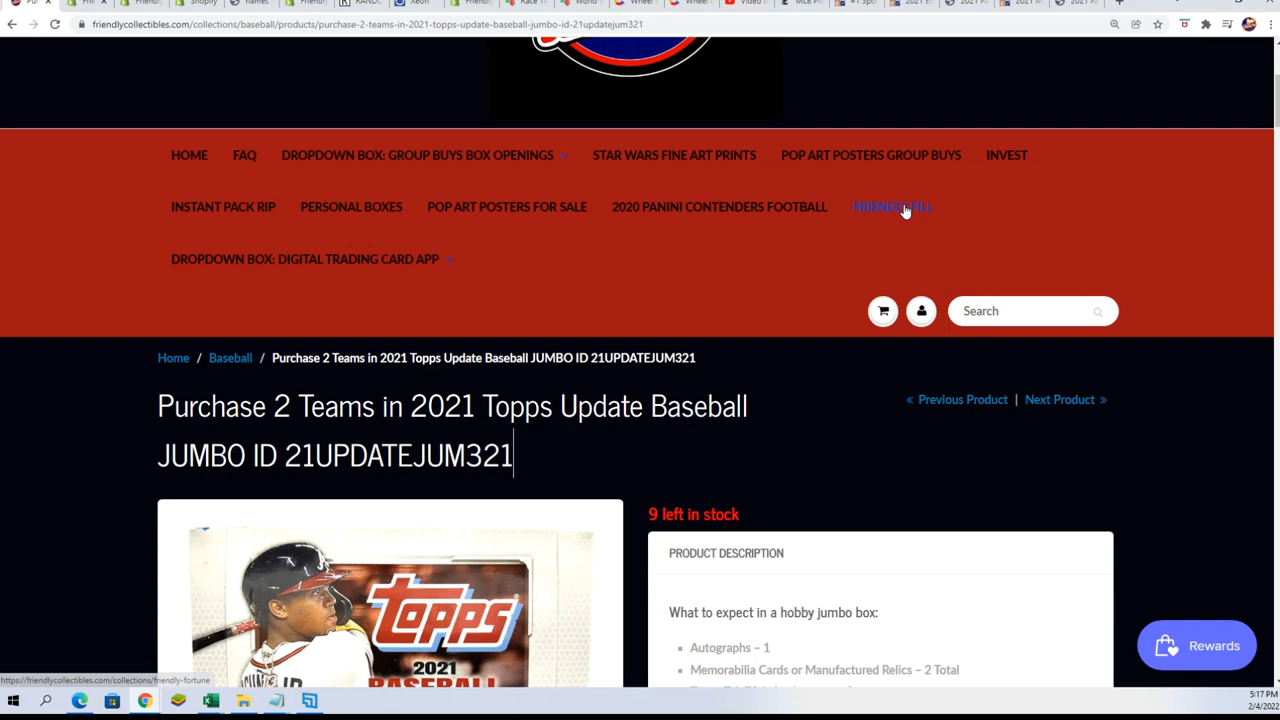 friendlycollectibles.com/collections/baseball/products/purchase-2-teams-in-2021-topps-update-baseball-jumbo-id-21updatejum321
HOME FAQ DROPDOWN BOX: GROUP BUYS BOX OPENINGS STAR WARS FINE ART PRINTS POP ART POSTERS GROUP BUYS INVEST
INSTANT PACK RIP PERSONAL BOXES POP ART POSTERS FOR SALE 2020 PANINI CONTENDERS FOOTBALL
DROPDOWN BOX: DIGITAL TRADING CARD APP
Search
Home / Baseball / Purchase 2 Teams in 2021 Topps Update Baseball JUMBO ID 21UPDATEJUM321
Purchase 2 Teams in 2021 Topps Update Baseball
JUMBO ID 21UPDATEJUM321
« Previous Product | Next Product »
9 left in stock
PRODUCT DESCRIPTION
What to expect in a hobby jumbo box:
Autographs – 1
Memorabilia Cards or Manufactured Relics – 2 Total
topps
2021
BASEBALL
Rewards
https://friendlycollectibles.com/collections/friendly-fortune
5:17 PM
2/4/2022